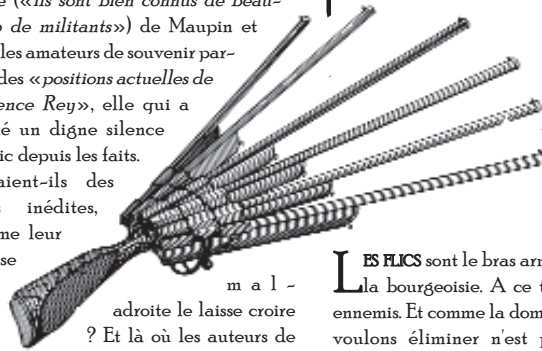 é («ils sont bien connus de beau-
o de militants») de Maupin et
les amateurs de souvenir par-
des «positions actuelles de
ence Rey», elle qui a
é un digne silence
ic depuis les faits.
aient-ils des
s inédites,
me leur
se
m a l -
adroite le laisse croire
? Et là où les auteurs de
LES FLICS sont le bras arm
la bourgeoisie. A ce t
ennemis. Et comme la dom
voulons éliminer n'est p